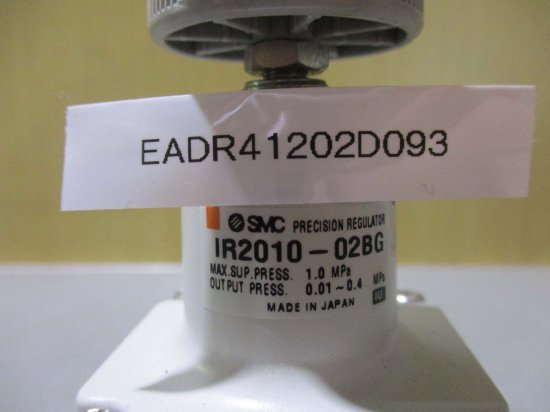 EADR41202D093
SMC PRECISION REGULATOR
IR2010-02BG
MAX.SUP.PRESS. 1.0 MPa
OUTPUT PRESS. 0.01~0.4 MPa
MADE IN JAPAN